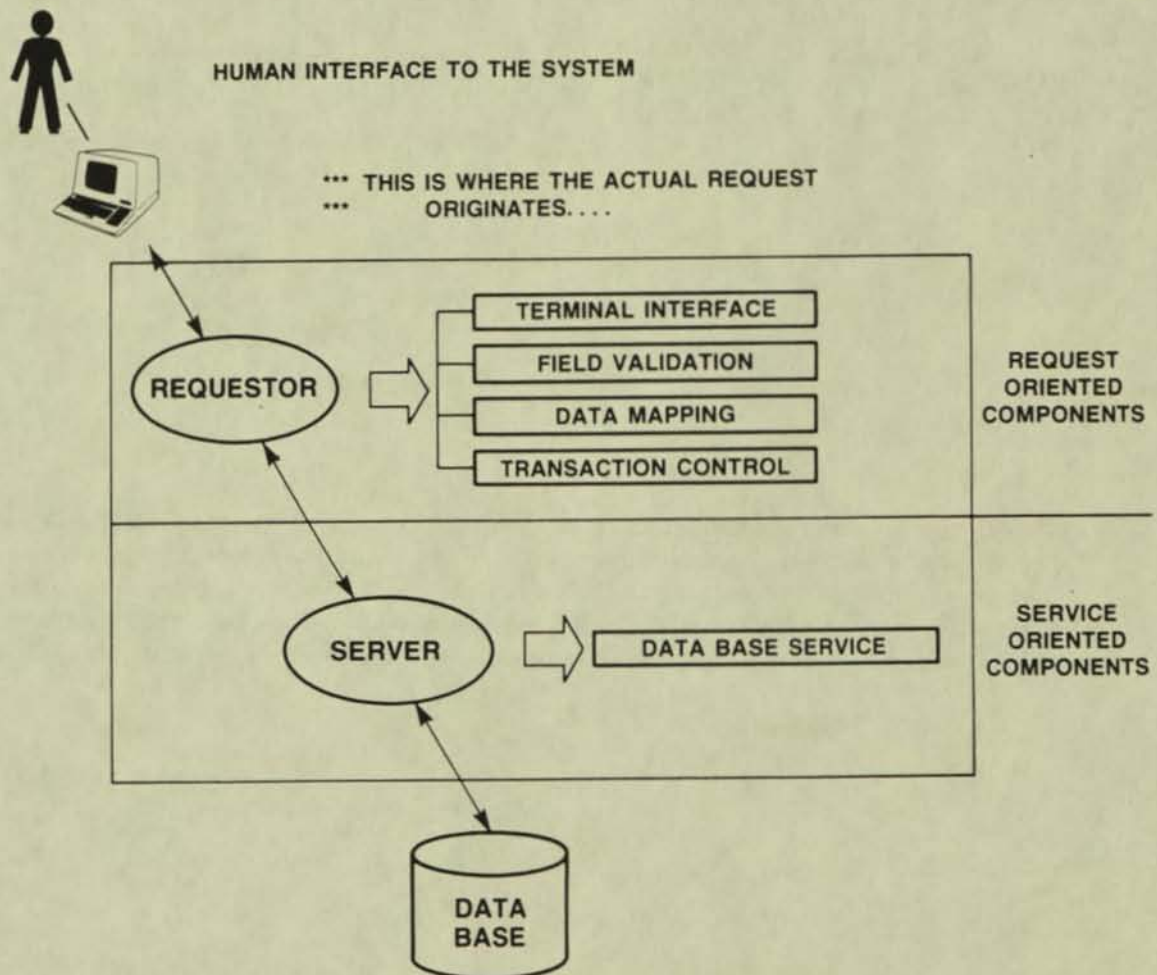 HUMAN INTERFACE TO THE SYSTEM
*** THIS IS WHERE THE ACTUAL REQUEST
*** ORIGINATES....
REQUESTOR
TERMINAL INTERFACE
FIELD VALIDATION
DATA MAPPING
TRANSACTION CONTROL
REQUEST
ORIENTED
COMPONENTS
SERVER
DATA BASE SERVICE
SERVICE
ORIENTED
COMPONENTS
DATA
BASE